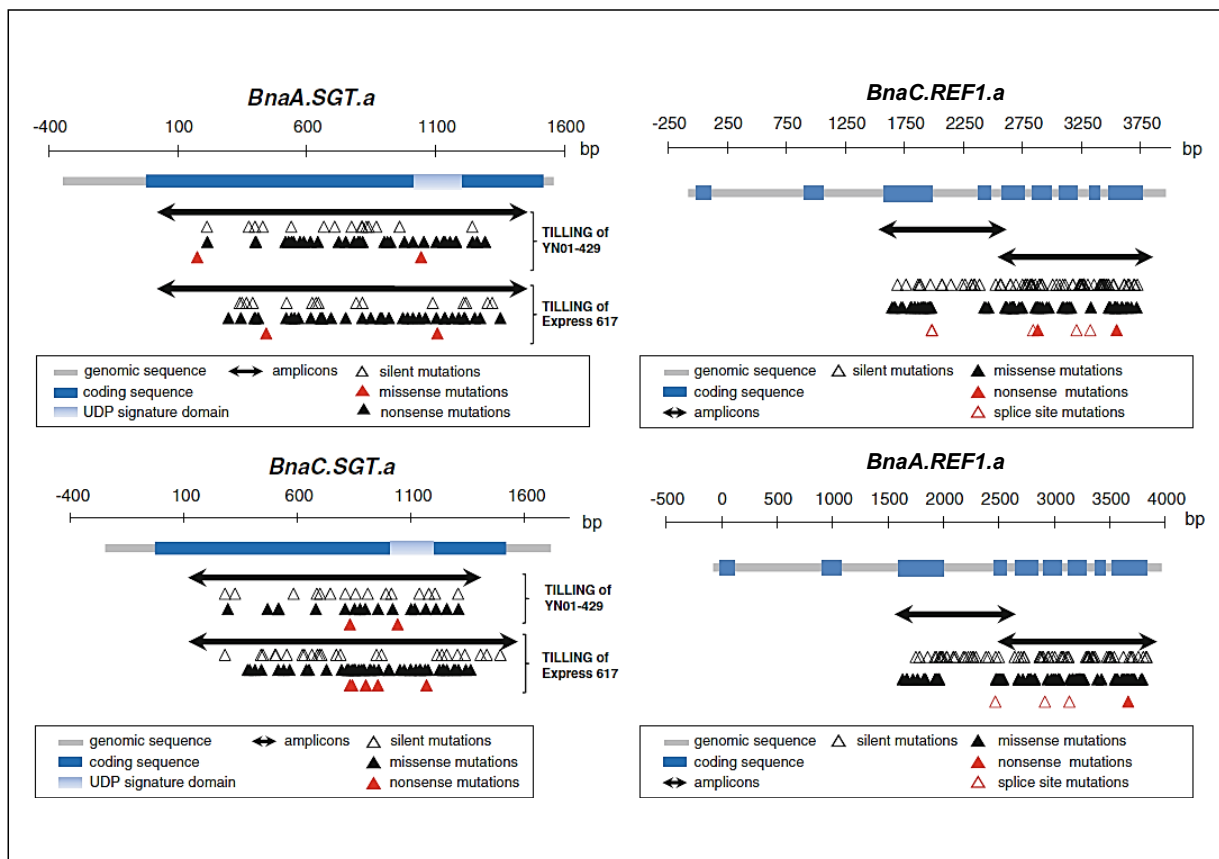 BnaA.SGT.a
-400 100 600 1100 1600
bp
TILLING of
YN01-429
TILLING of
Express 617
genomic sequence amplicons silent mutations
coding sequence missense mutations
UDP signature domain nonsense mutations
BnaC.REF1.a
-250 250 750 1250 1750 2250 2750 3250 3750
bp
genomic sequence silent mutations missense mutations
coding sequence nonsense mutations
amplicons splice site mutations
BnaC.SGT.a
-400 100 600 1100 1600
bp
TILLING of
YN01-429
TILLING of
Express 617
genomic sequence amplicons silent mutations
coding sequence missense mutations
UDP signature domain nonsense mutations
BnaA.REF1.a
-500 0 500 1000 1500 2000 2500 3000 3500 4000
bp
genomic sequence silent mutations missense mutations
coding sequence nonsense mutations
amplicons splice site mutations